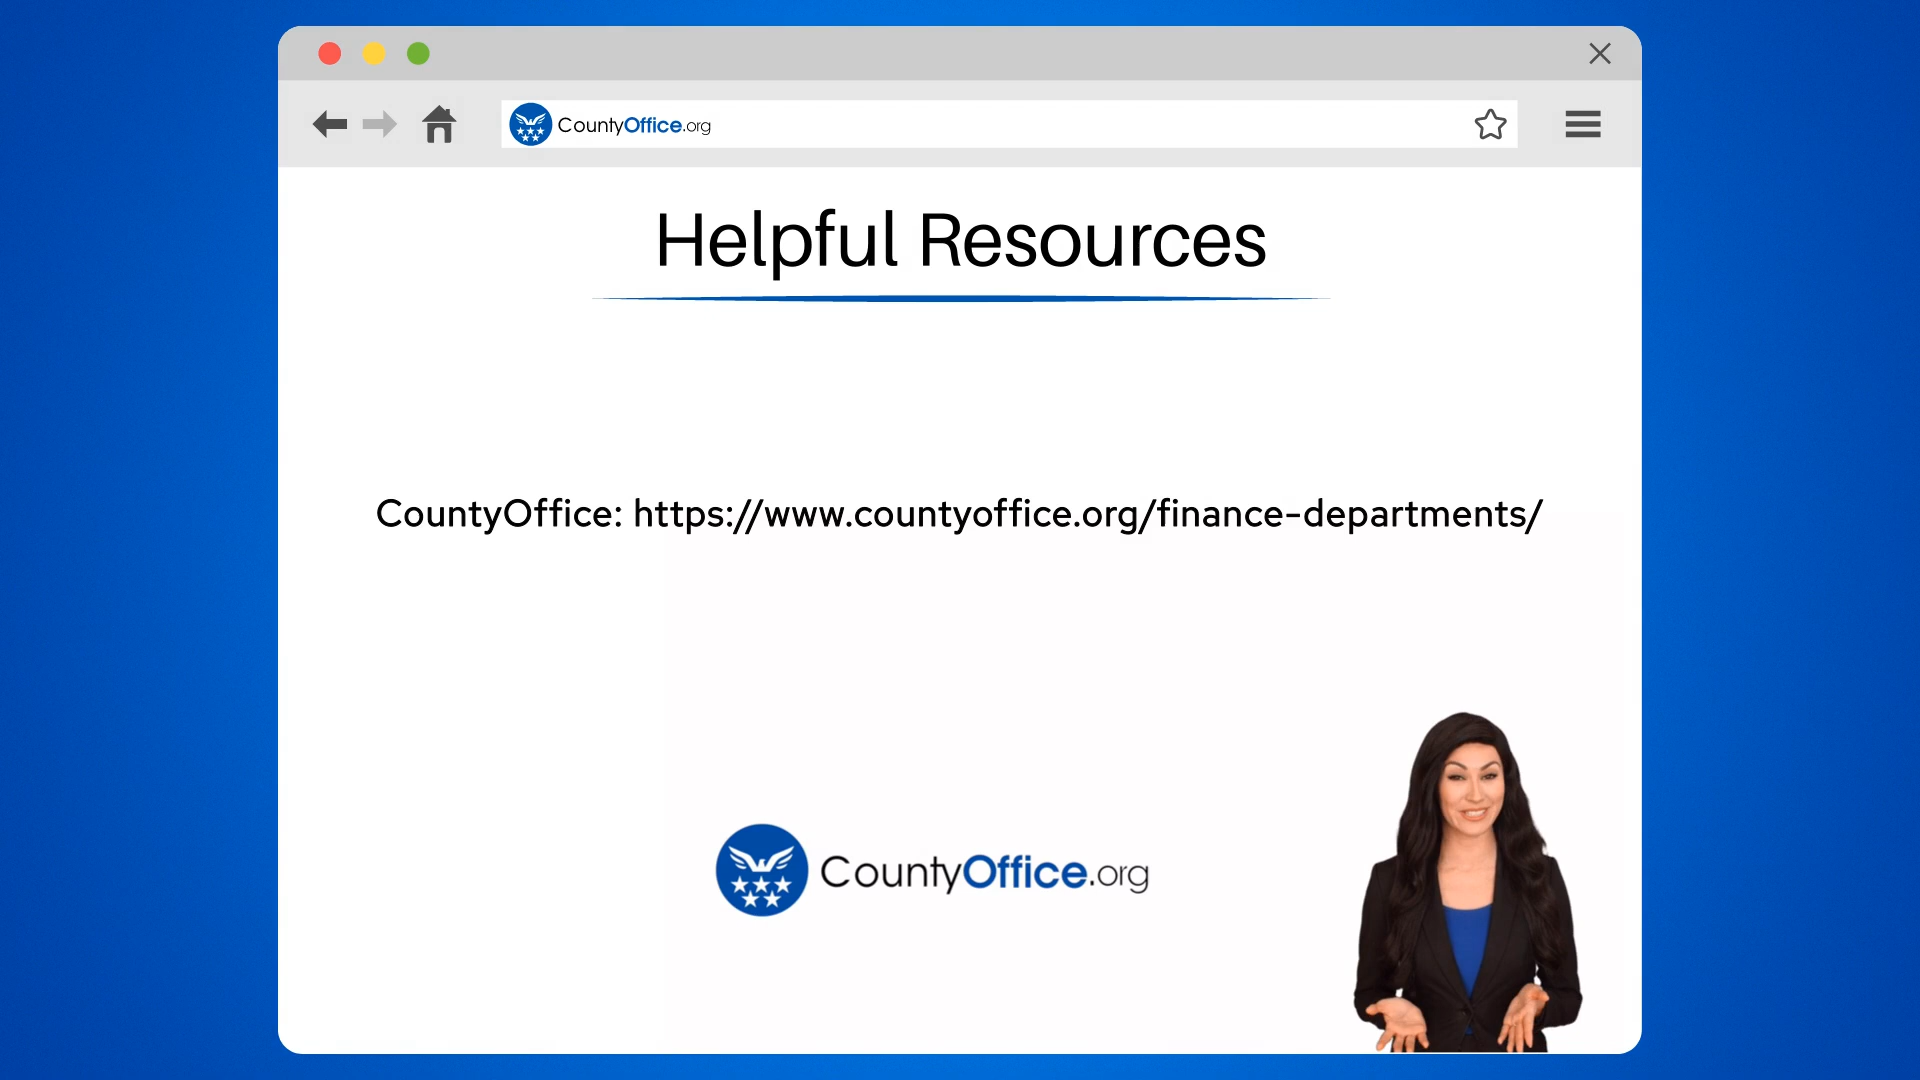 CountyOffice.org
Helpful Resources
CountyOffice: https://www.countyoffice.org/finance-departments/
CountyOffice.org